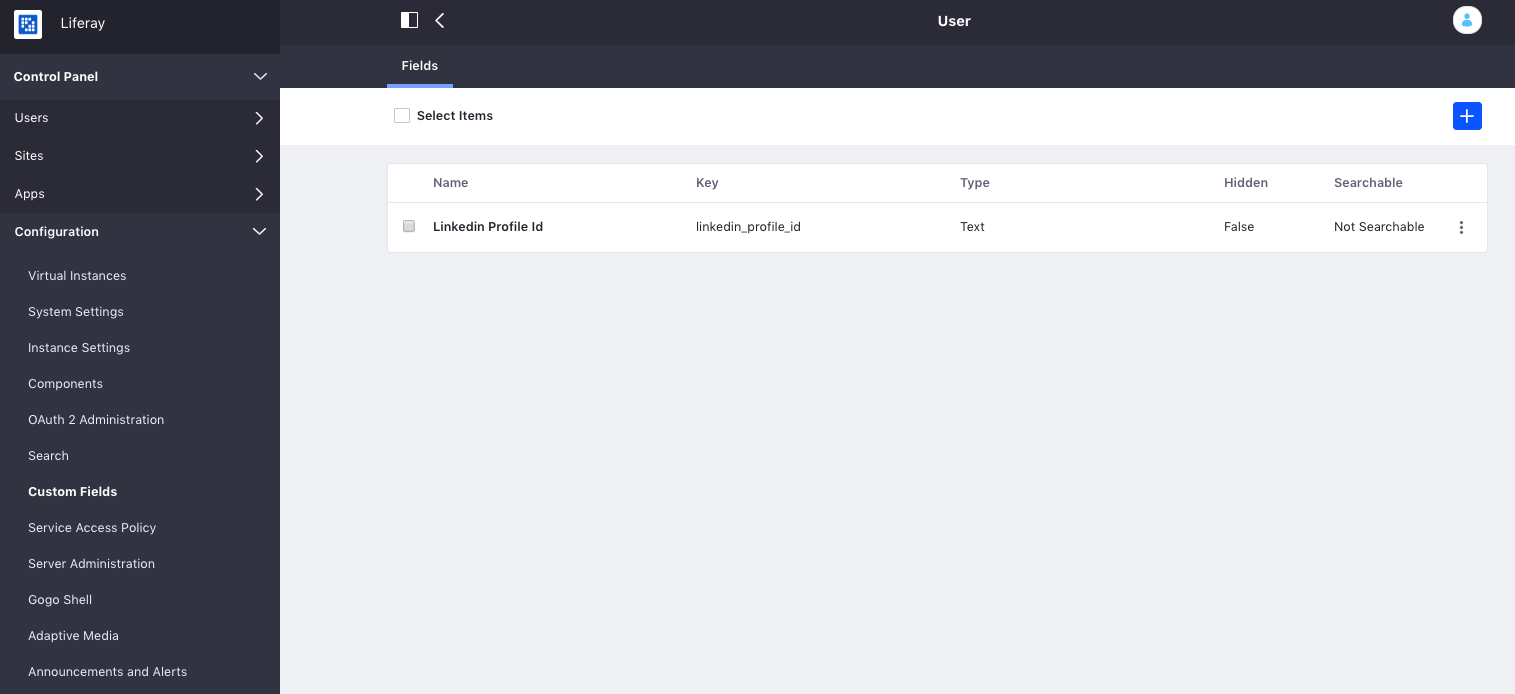 Liferay
Control Panel
Users
Sites
Apps
Configuration
Virtual Instances
System Settings
Instance Settings
Components
OAuth 2 Administration
Search
Custom Fields
Service Access Policy
Server Administration
Gogo Shell
Adaptive Media
Announcements and Alerts
User
Fields
Select Items
Name Key Type Hidden Searchable
Linkedin Profile Id linkedin_profile_id Text False Not Searchable